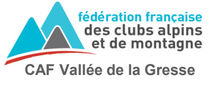 fédération française
des clubs alpins
et de montagne
CAF Vallée de la Gresse